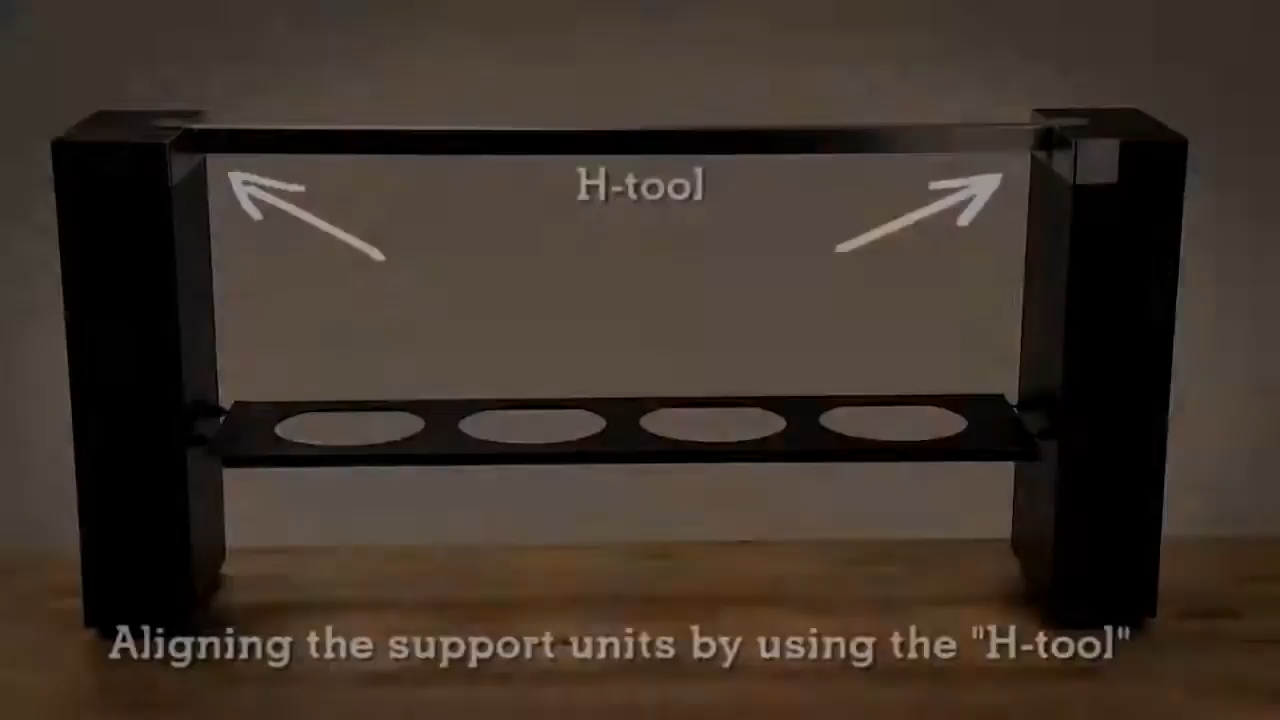 H-tool
Aligning the support units by using the "H-tool"